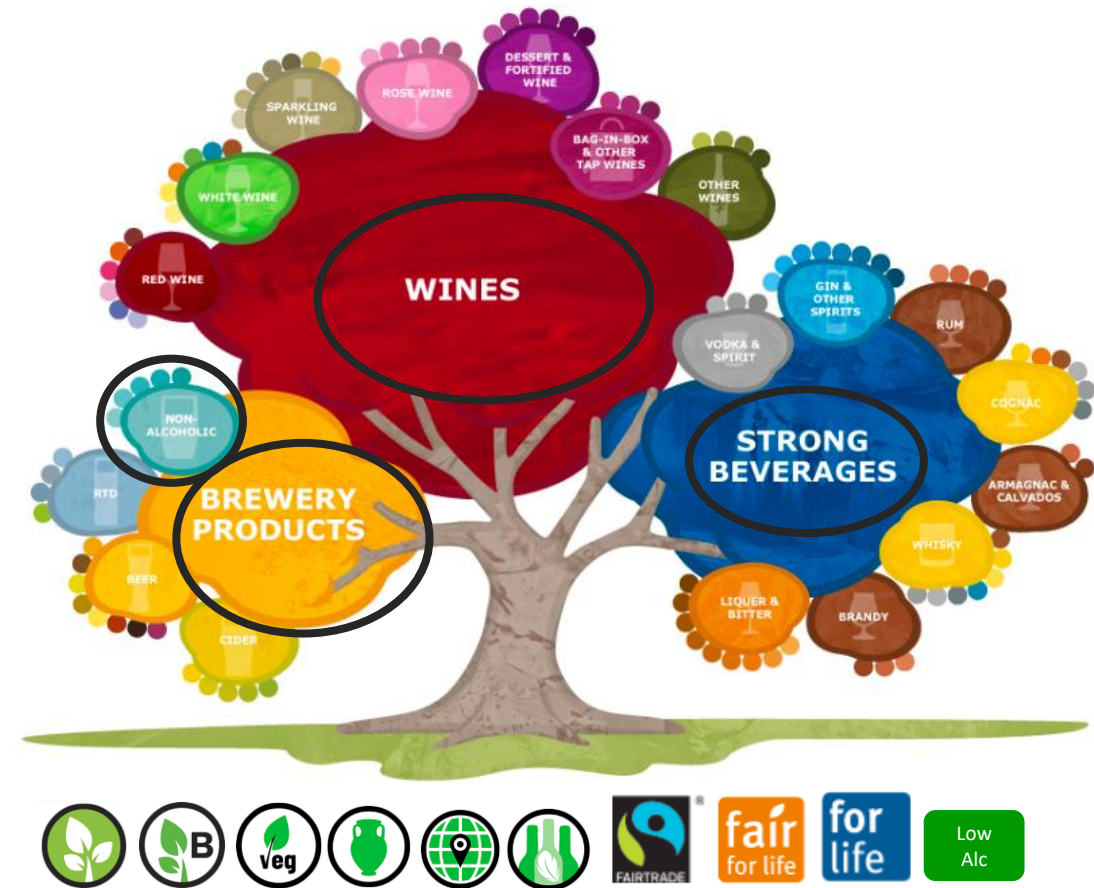 DESSERT &
FORTIFIED
WINE
ROSE WINE
SPARKLING
WINE
BAG-IN-BOX
& OTHER
TAP WINES
WHITE WINE
OTHER
WINES
RED WINE
WINES
GIN &
OTHER
SPIRITS
RUM
VODKA &
SPIRIT
COGNAC
NON-
ALCOHOLIC
STRONG
BEVERAGES
RTD
BREWERY
PRODUCTS
ARMAGNAC &
CALVADOS
WHISKY
BEER
LIQUER &
BITTER
BRANDY
CIDER
B
veg
®
FAIRTRADE
fair
for life
for
life
Low
Alc